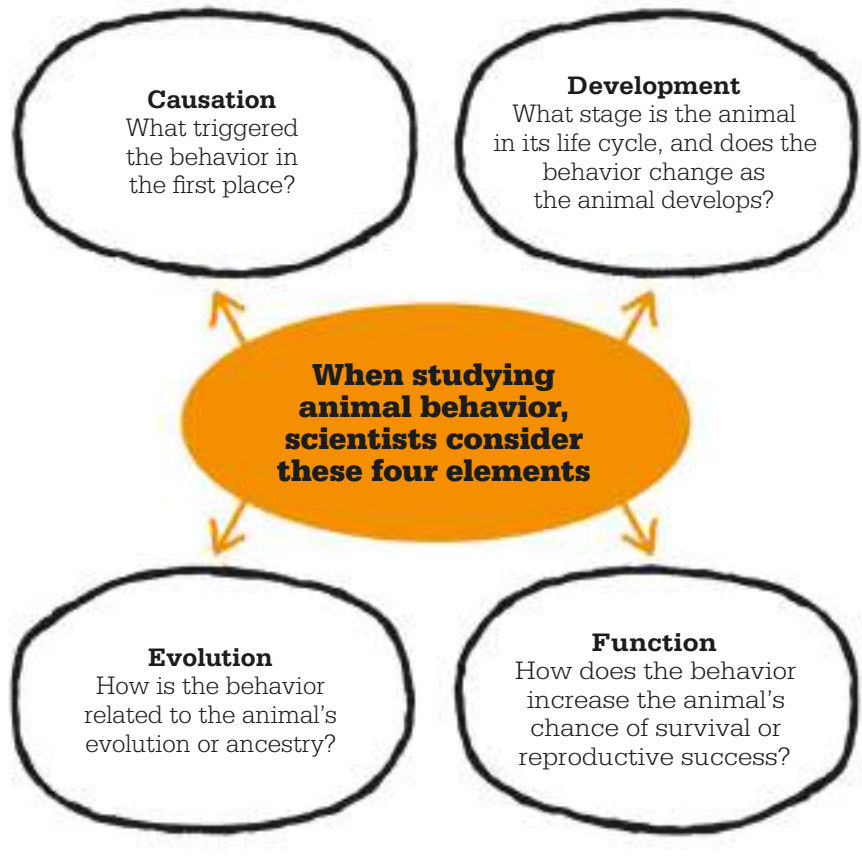 Causation
What triggered
the behavior in
the first place?
Development
What stage is the animal
in its life cycle, and does the
behavior change as
the animal develops?
When studying
animal behavior,
scientists consider
these four elements
Evolution
How is the behavior
related to the animal's
evolution or ancestry?
Function
How does the behavior
increase the animal's
chance of survival or
reproductive success?